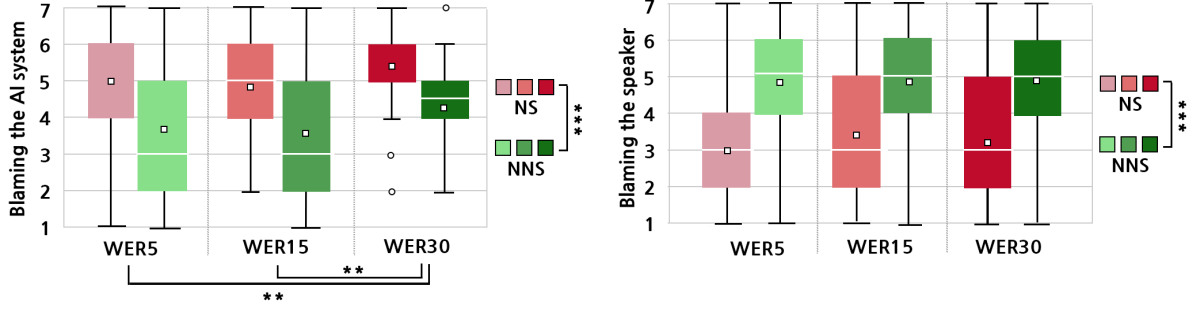 Blaming the AI system
7
6
5
4
3
2
1
WER5
WER15
WER30
**
**
NS
NNS
***
Blaming the speaker
7
6
5
4
3
2
1
WER5
WER15
WER30
NS
NNS
***